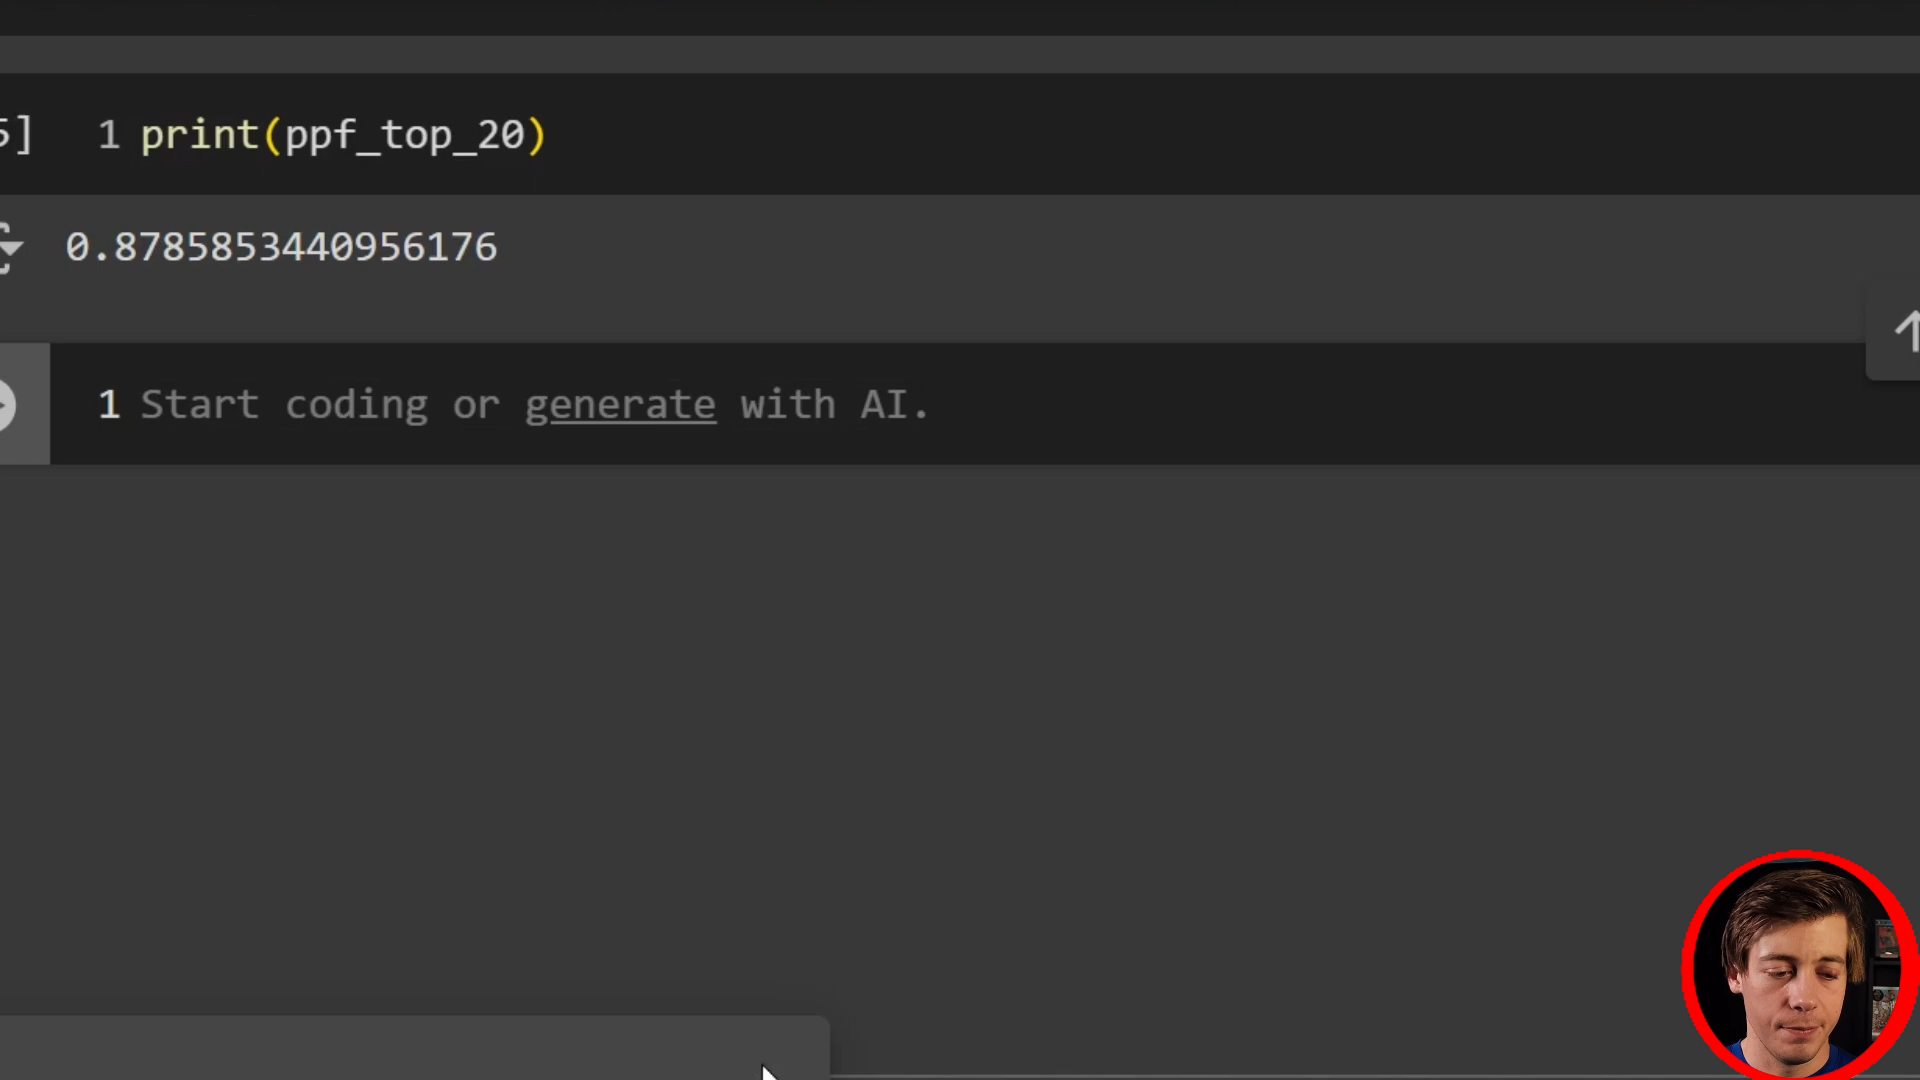 5] 1 print(ppf_top_20)
0.8785853440956176
1 Start coding or generate with AI.